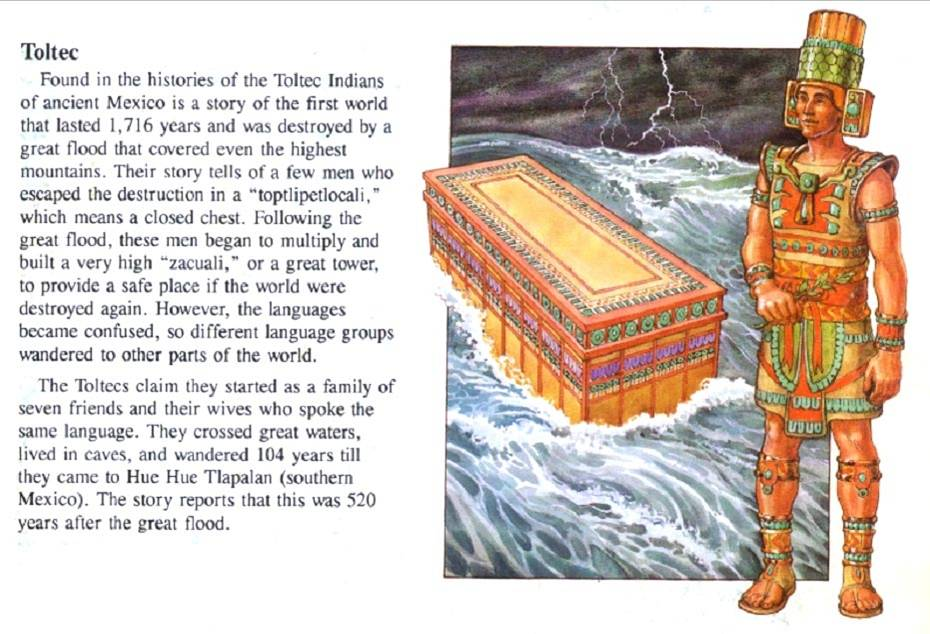 Toltec
Found in the histories of the Toltec Indians
of ancient Mexico is a story of the first world
that lasted 1,716 years and was destroyed by a
great flood that covered even the highest
mountains. Their story tells of a few men who
escaped the destruction in a “toptlipetlocali,”
which means a closed chest. Following the
great flood, these men began to multiply and
built a very high “zacuali,” or a great tower,
to provide a safe place if the world were
destroyed again. However, the languages
became confused, so different language groups
wandered to other parts of the world.
The Toltecs claim they started as a family of
seven friends and their wives who spoke the
same language. They crossed great waters,
lived in caves, and wandered 104 years till
they came to Hue Hue Tlapalan (southern
Mexico). The story reports that this was 520
years after the great flood.